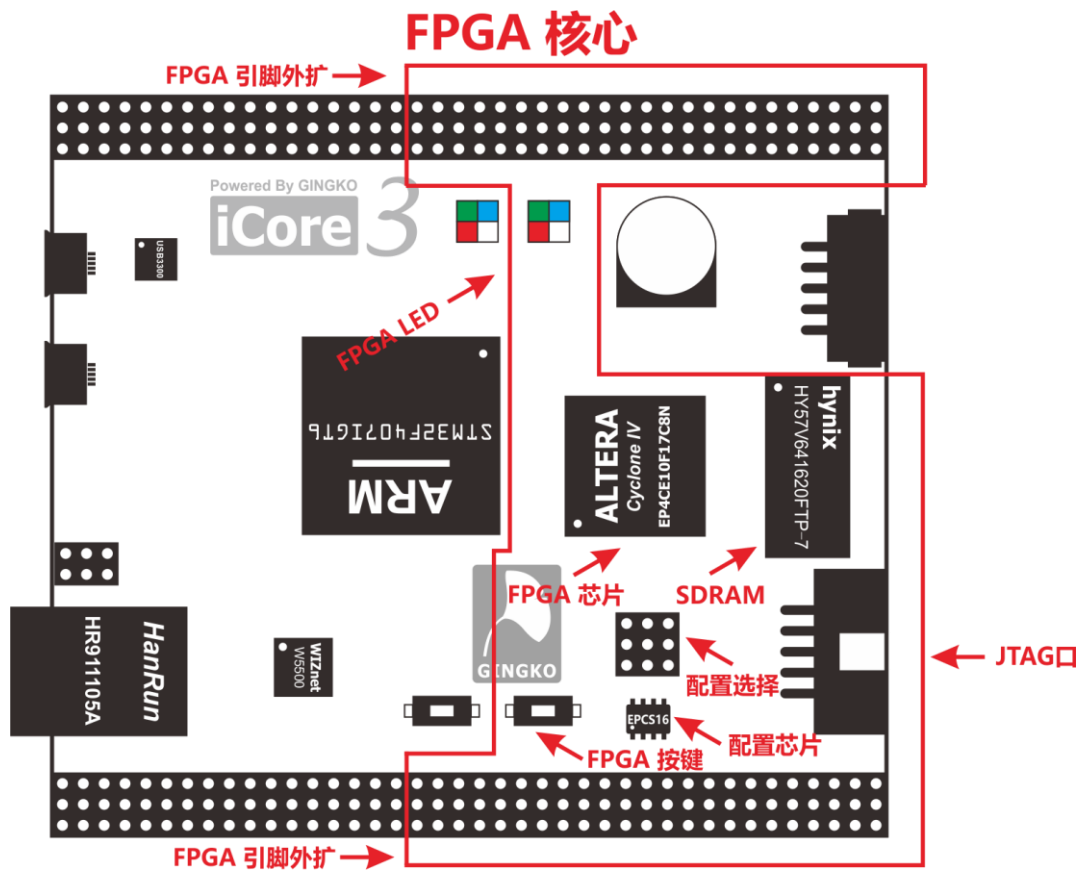 FPGA 核心
FPGA 引脚外扩
Powered By GINGKO
iCore3
USB3300
FPGA LED
STM32F407IGT6
ARM
ALTERA
Cyclone IV
EP4CE10F17C8N
hynix
HY57V641620FTP-7
FPGA 芯片
SDRAM
HanRun
HR911105A
WIZnet
W5500
GINGKO
配置选择
JTAG口
EPCS16
配置芯片
FPGA 按键
FPGA 引脚外扩